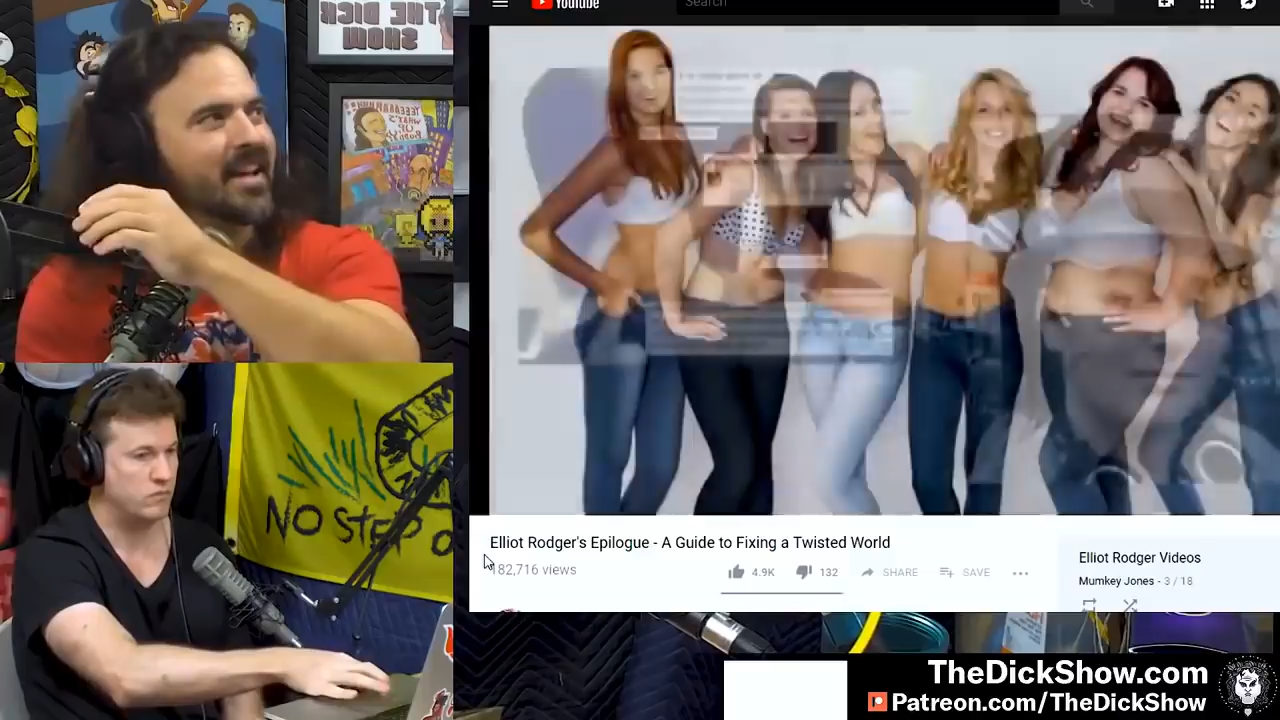 THE DICK
SHOW
YouTube
Search
NO STEP O
Elliot Rodger's Epilogue - A Guide to Fixing a Twisted World
182,716 views
4.9K
132
SHARE
SAVE
Elliot Rodger Videos
Mumkey Jones - 3 / 18
TheDickShow.com
Patreon.com/TheDickShow